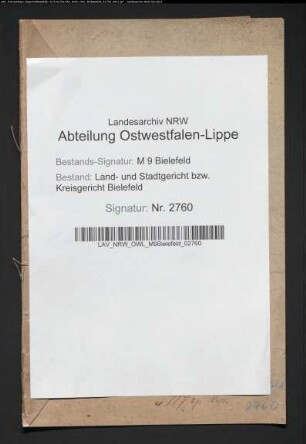 Landesarchiv NRW
Abteilung Ostwestfalen-Lippe
Bestands-Signatur: M 9 Bielefeld
Bestand: Land- und Stadtgericht bzw.
Kreisgericht Bielefeld
Signatur: Nr. 2760
LAV_NRW_OWL_M9Bielefeld_02760